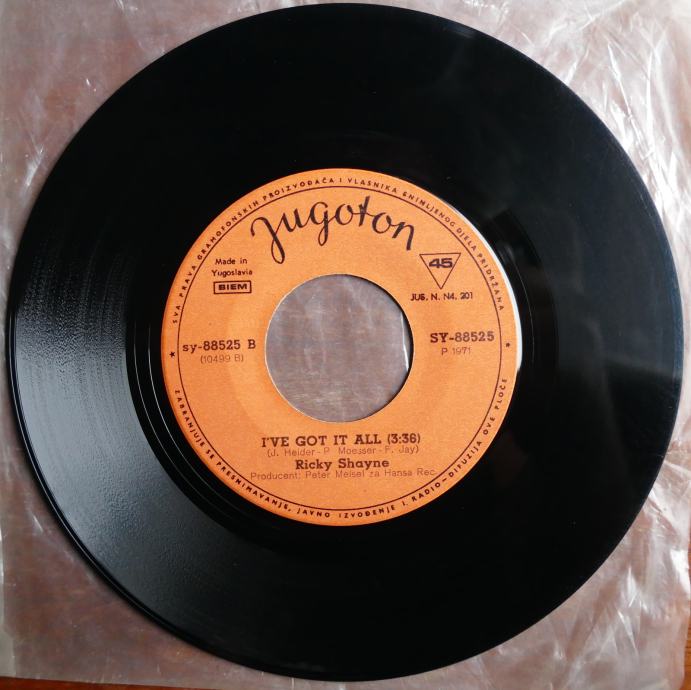 SVA PRAVA GRAMOFONSKIH PROIZVOĐAČA I VLASNIKA SNIMLJENOG DJELA PRIDRŽANA
Jugoton
Made in
Yugoslavia
BIEM
45
JUS. N. N4. 201
sy-88525 B
(10499 B)
SY-88525
P 1971
I'VE GOT IT ALL (3:36)
(J. Heider - P. Moesser - F. Jay)
Ricky Shayne
Producent: Peter Meisel za Hansa Rec.
ZABRANJUJE SE PRESNIMAVANJE, JAVNO IZVOĐENJE I RADIO-DIFUZIJA OVE PLOČE